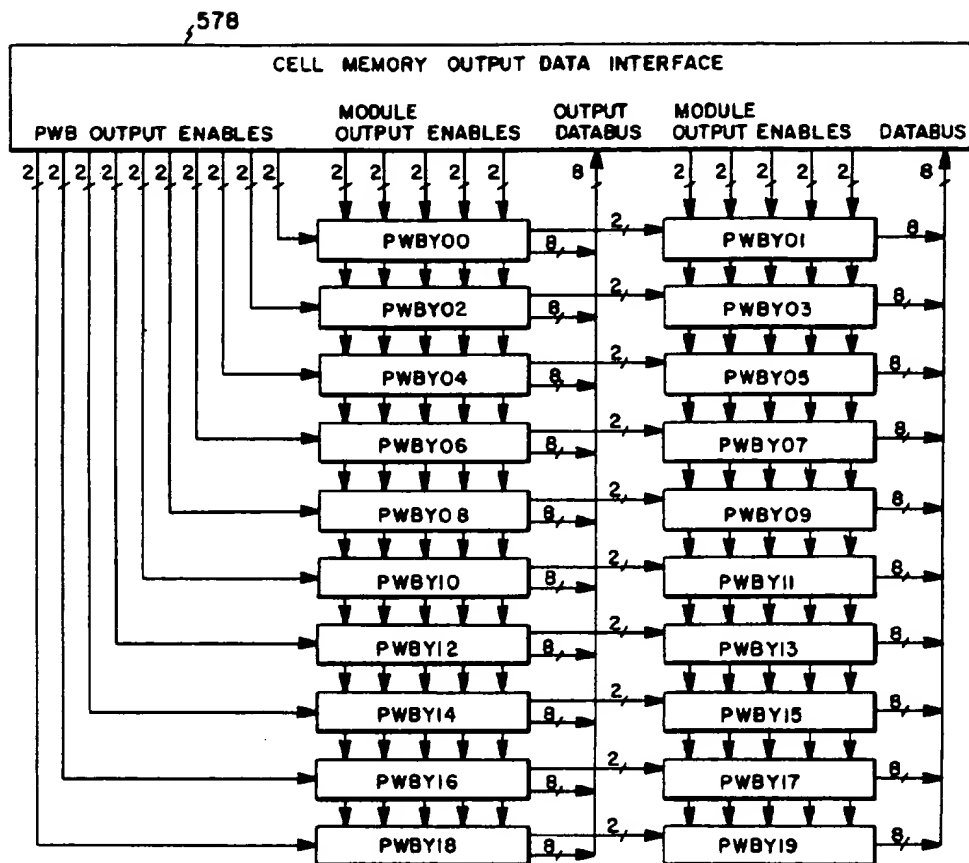 578
CELL MEMORY OUTPUT DATA INTERFACE
PWB OUTPUT ENABLES
MODULE
OUTPUT ENABLES
OUTPUT
DATABUS
MODULE
OUTPUT ENABLES
DATABUS
2 2 2 2 2 2 2 2 2 2 2 2 2 2 2 8 2 2 2 2 2 8
PWBY00 8 2 PWBY01 8
PWBY02 8 2 PWBY03 8
PWBY04 8 2 PWBY05 8
PWBY06 8 2 PWBY07 8
PWBY08 8 2 PWBY09 8
PWBY10 8 2 PWBY11 8
PWBY12 8 2 PWBY13 8
PWBY14 8 2 PWBY15 8
PWBY16 8 2 PWBY17 8
PWBY18 8 2 PWBY19 8